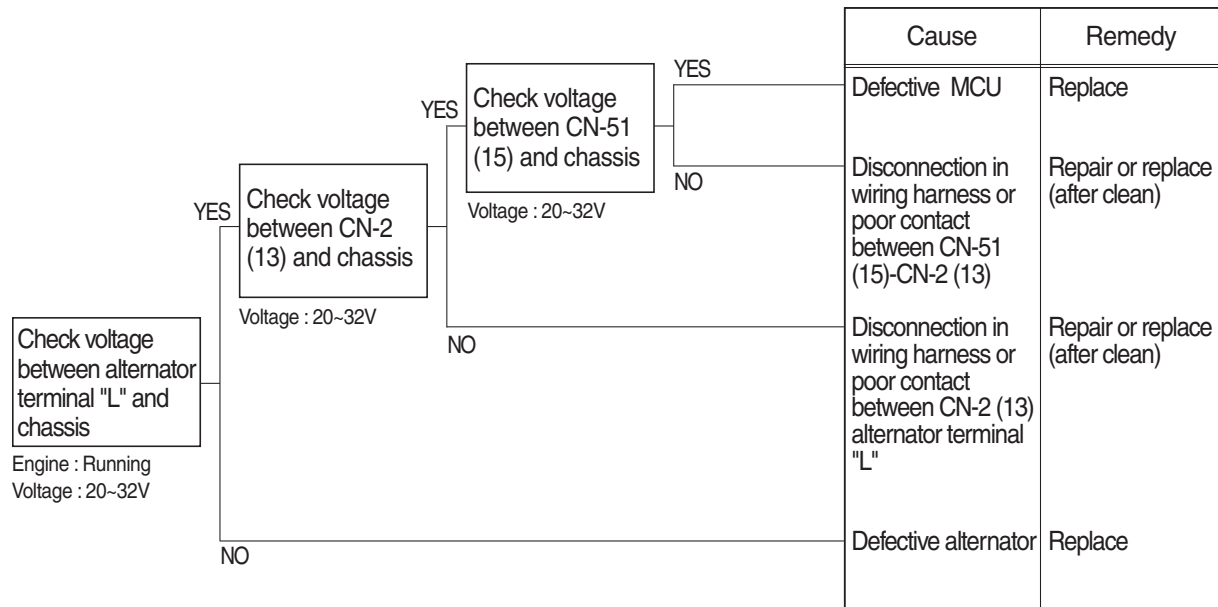 Cause Remedy
YES
Defective MCU Replace
YES
Check voltage
between CN-51
(15) and chassis
NO
Voltage : 20~32V
Disconnection in
wiring harness or
poor contact
between CN-51
(15)-CN-2 (13)
Repair or replace
(after clean)
YES
Check voltage
between CN-2
(13) and chassis
Voltage : 20~32V
NO
Disconnection in
wiring harness or
poor contact
between CN-2 (13)
alternator terminal
"L"
Repair or replace
(after clean)
Check voltage
between alternator
terminal "L" and
chassis
Engine : Running
Voltage : 20~32V
NO
Defective alternator Replace